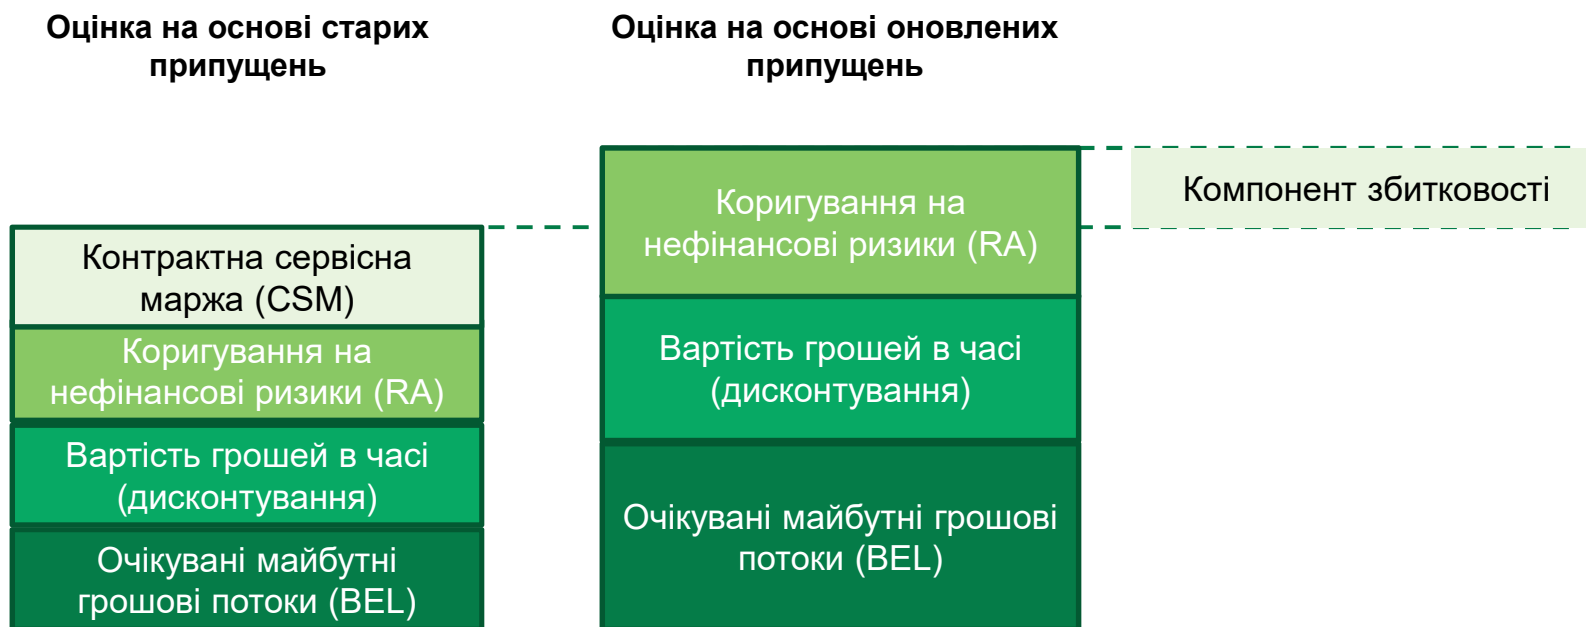 Оцінка на основі старих
припущень
Оцінка на основі оновлених
припущень
Контрактна сервісна
маржа (CSM)
Коригування на
нефінансові ризики (RA)
Вартість грошей в часі
(дисконтування)
Очікувані майбутні
грошові потоки (BEL)
Коригування на
нефінансові ризики (RA)
Вартість грошей в часі
(дисконтування)
Очікувані майбутні грошові
потоки (BEL)
Компонент збитковості